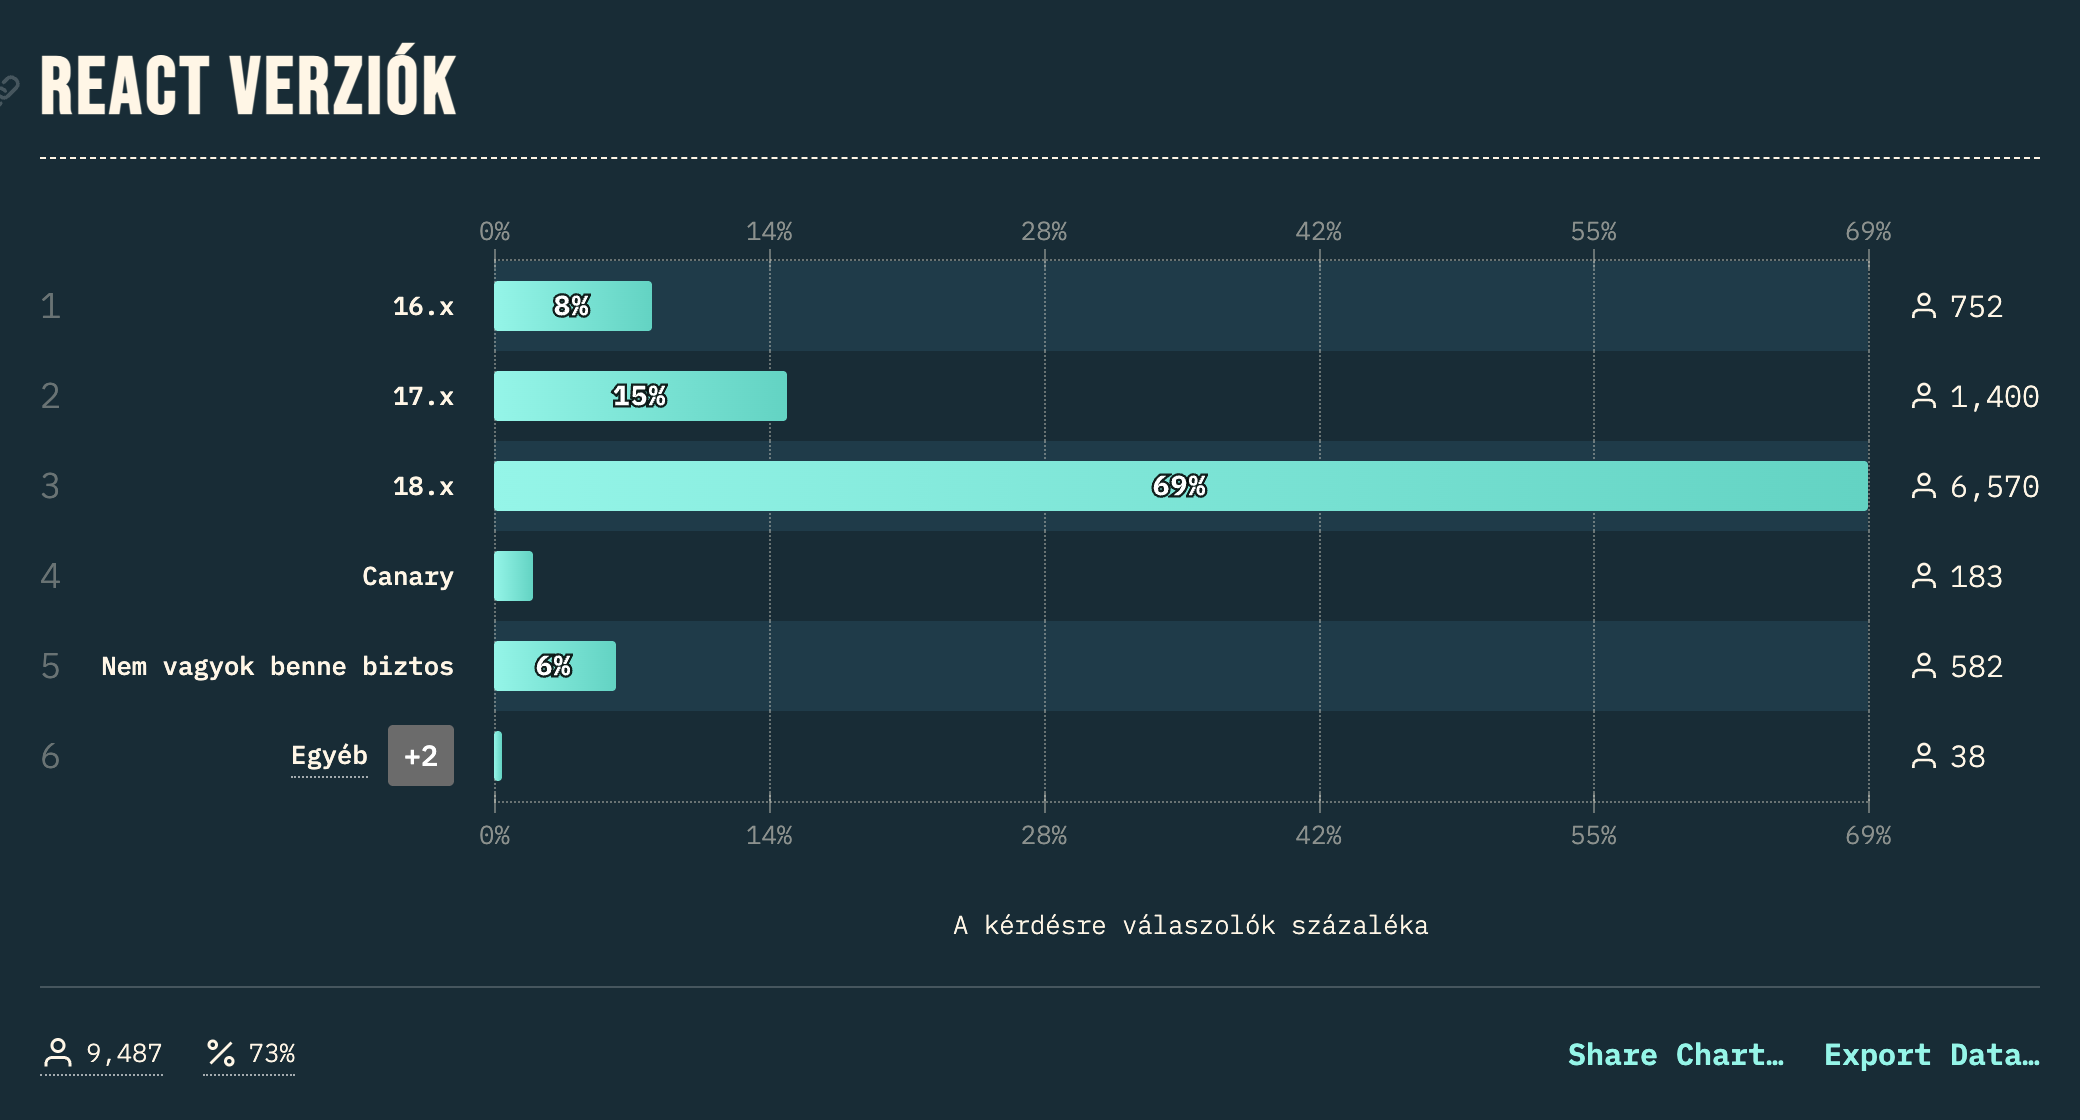 REACT VERZIÓK
0% 14% 28% 42% 55% 69%
1 16.x 8% 752
2 17.x 15% 1,400
3 18.x 69% 6,570
4 Canary 183
5 Nem vagyok benne biztos 6% 582
6 Egyéb +2 38
0% 14% 28% 42% 55% 69%
A kérdésre válaszolók százaléka
9,487 % 73% Share Chart… Export Data…